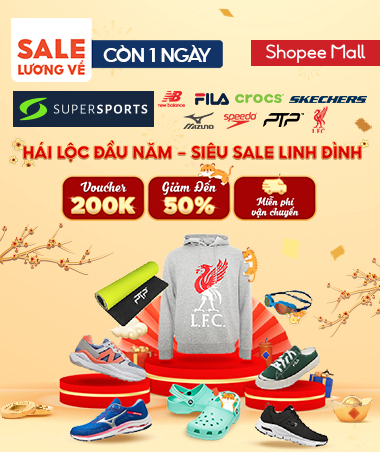 SALE
LƯƠNG VỀ
CÒN 1 NGÀY
Shopee Mall
SUPERSPORTS
new balance
FILA
crocs
SKECHERS
MIZUNO
speedo
PTP
L.F.C.
HÁI LỘC ĐẦU NĂM – SIÊU SALE LINH ĐÌNH
Voucher
200K
Giảm Đến
50%
Miễn phí
vận chuyển
PTP
L.F.C.